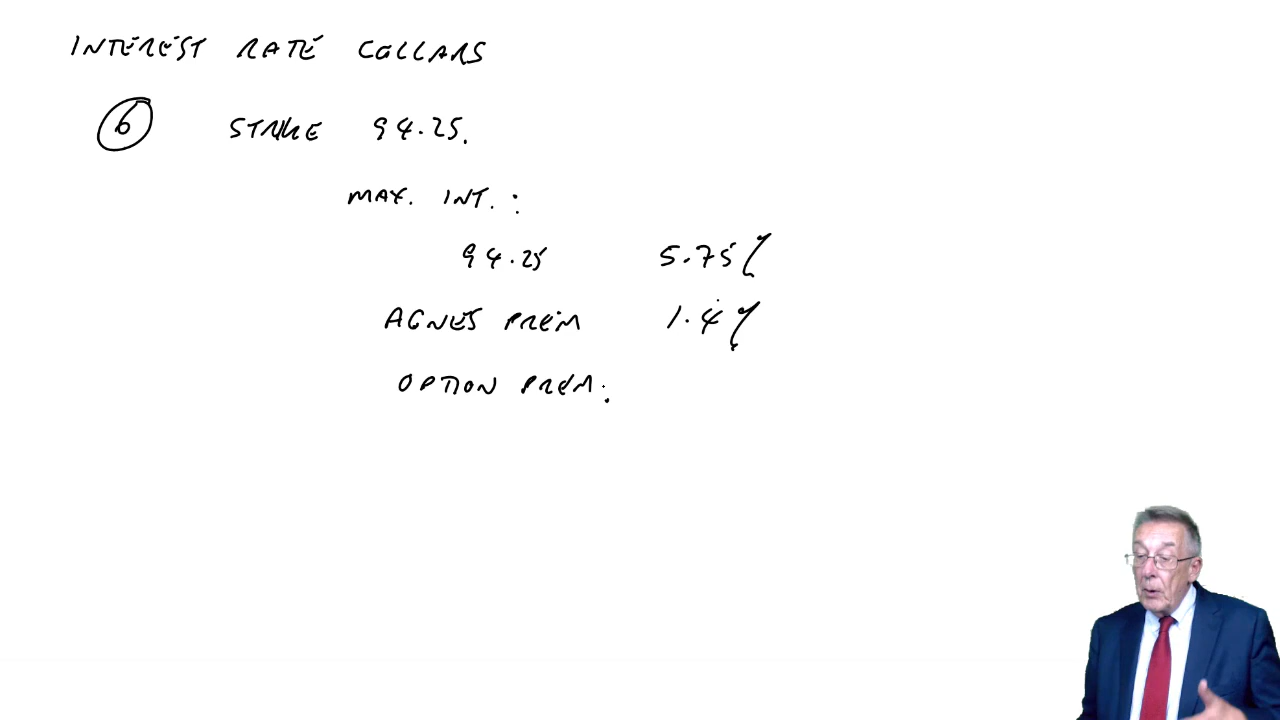 INTEREST RATE COLLARS
6 STRIKE 94.25.
MAX. INT. :
94.25 5.75%
AGNES PREM 1.4%
OPTION PREM.